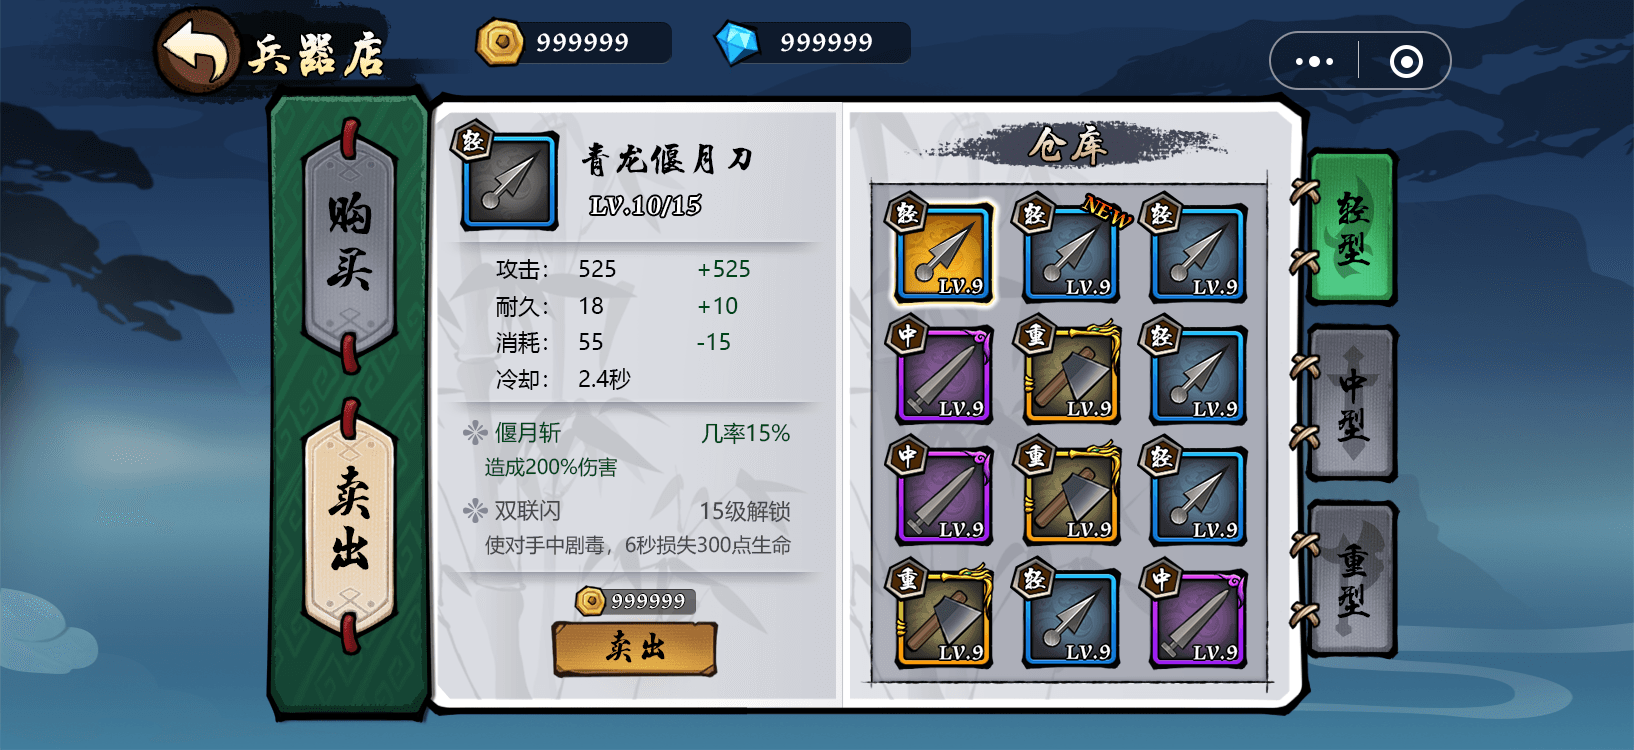 兵器店
999999
999999
购买
卖出
轻
青龙偃月刀
LV.10/15
攻击： 525 +525
耐久： 18 +10
消耗： 55 -15
冷却： 2.4秒
偃月斩 几率15%
造成200%伤害
双联闪 15级解锁
使对手中剧毒，6秒损失300点生命
999999
卖出
仓库
轻 轻 NEW 轻
LV.9 LV.9 LV.9
中 重 轻
LV.9 LV.9 LV.9
中 重 轻
LV.9 LV.9 LV.9
重 轻 中
LV.9 LV.9 LV.9
轻型
中型
重型